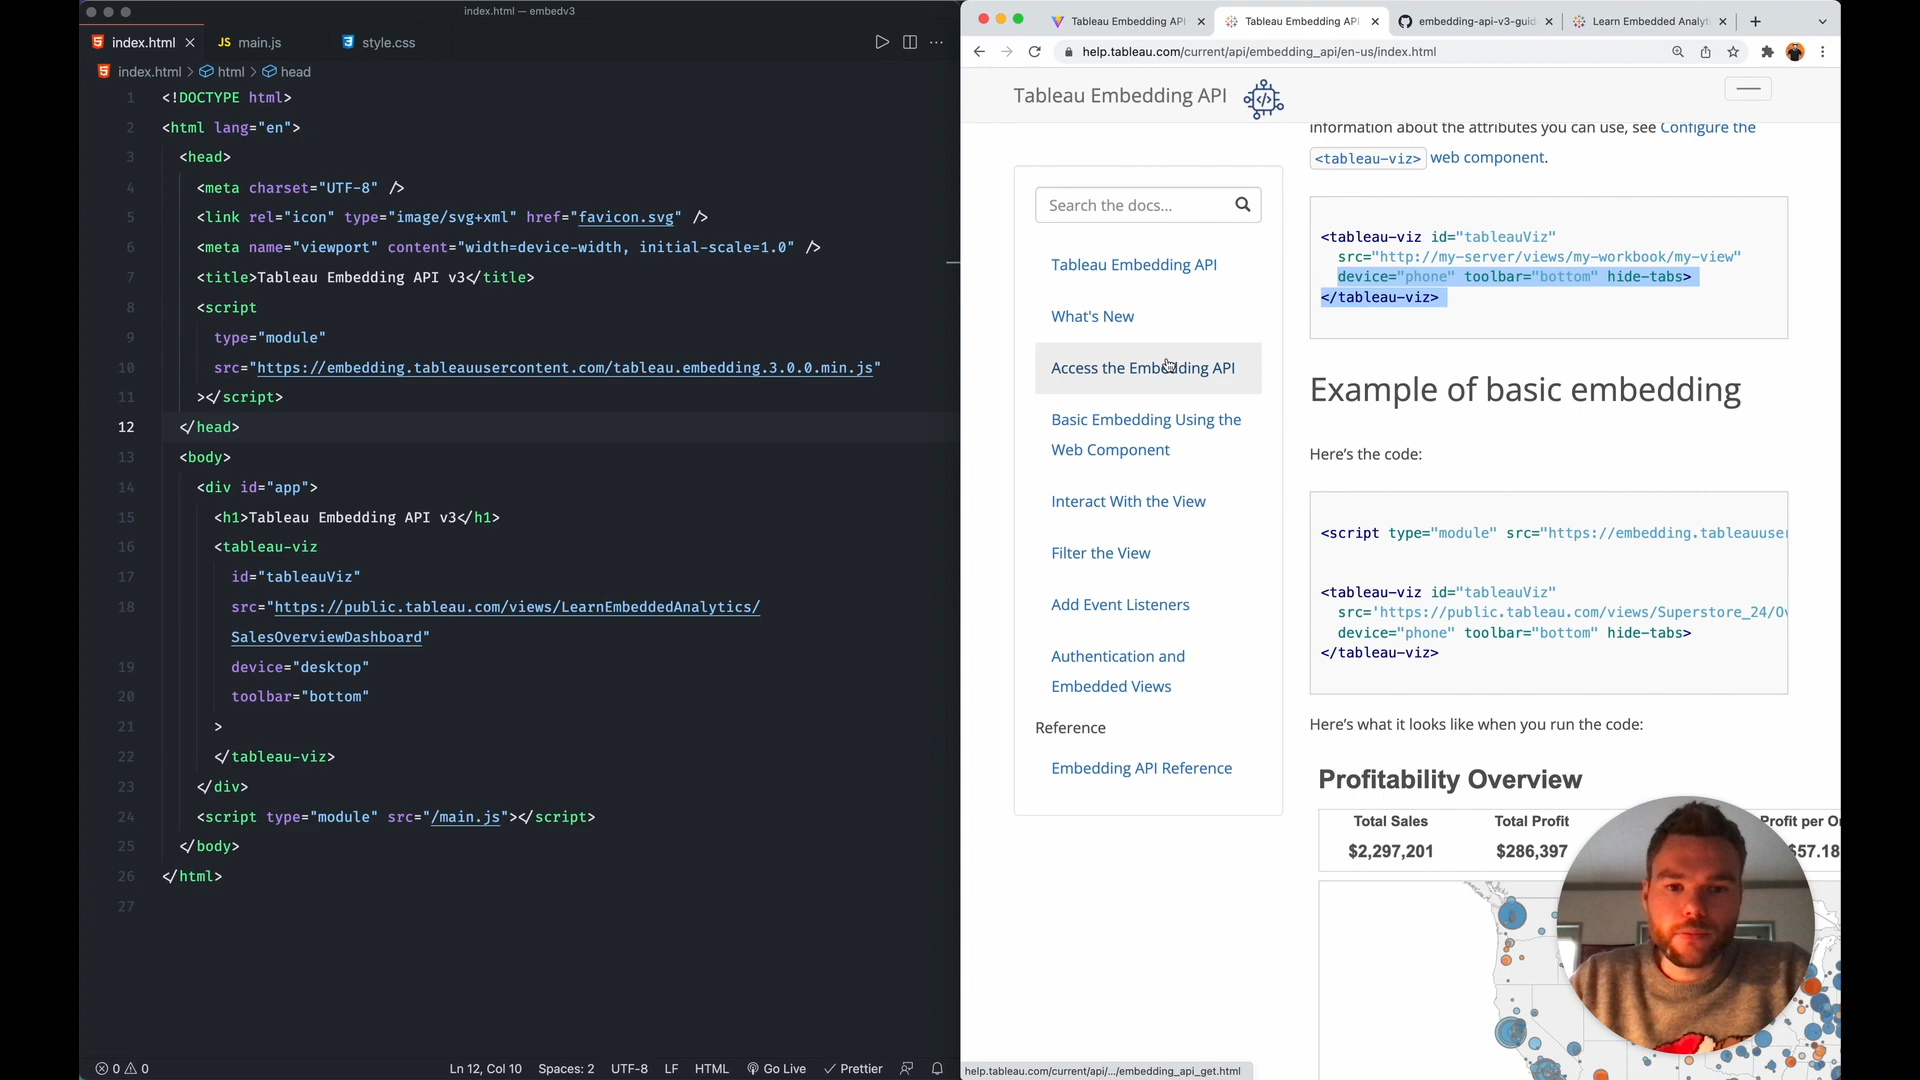 index.html — embedv3
index.html
JS main.js
style.css
index.html > html > head
1 <!DOCTYPE html>
2 <html lang="en">
3 <head>
4 <meta charset="UTF-8" />
5 <link rel="icon" type="image/svg+xml" href="favicon.svg" />
6 <meta name="viewport" content="width=device-width, initial-scale=1.0" />
7 <title>Tableau Embedding API v3</title>
8 <script
9 type="module"
10 src="https://embedding.tableauusercontent.com/tableau.embedding.3.0.0.min.js"
11 ></script>
12 </head>
13 <body>
14 <div id="app">
15 <h1>Tableau Embedding API v3</h1>
16 <tableau-viz
17 id="tableauViz"
18 src="https://public.tableau.com/views/LearnEmbeddedAnalytics/
SalesOverviewDashboard"
19 device="desktop"
20 toolbar="bottom"
21 >
22 </tableau-viz>
23 </div>
24 <script type="module" src="/main.js"></script>
25 </body>
26 </html>
27
0 0
Ln 12, Col 10
Spaces: 2
UTF-8
LF
HTML
Go Live
Prettier
Tableau Embedding API
Tableau Embedding API
embedding-api-v3-guid
Learn Embedded Analyt
help.tableau.com/current/api/embedding_api/en-us/index.html
Tableau Embedding API
Search the docs...
Tableau Embedding API
What's New
Access the Embedding API
Basic Embedding Using the
Web Component
Interact With the View
Filter the View
Add Event Listeners
Authentication and
Embedded Views
Reference
Embedding API Reference
information about the attributes you can use, see Configure the
<tableau-viz> web component.
<tableau-viz id="tableauViz"
src="http://my-server/views/my-workbook/my-view"
device="phone" toolbar="bottom" hide-tabs>
</tableau-viz>
Example of basic embedding
Here's the code:
<script type="module" src="https://embedding.tableauuser
<tableau-viz id="tableauViz"
src='https://public.tableau.com/views/Superstore_24/Ov
device="phone" toolbar="bottom" hide-tabs>
</tableau-viz>
Here's what it looks like when you run the code:
Profitability Overview
Total Sales
Total Profit
Profit per Or
$2,297,201
$286,397
$57.18
help.tableau.com/current/api/.../embedding_api_get.html